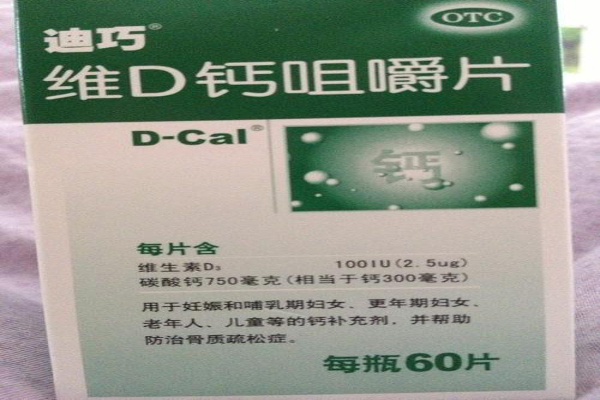 OTC
迪巧®
维D钙咀嚼片
D-Cal®
钙
每片含
维生素D₃ 100IU(2.5ug)
碳酸钙750毫克(相当于钙300毫克)
用于妊娠和哺乳期妇女、更年期妇女、
老年人、儿童等的钙补充剂，并帮助
防治骨质疏松症。
每瓶60片